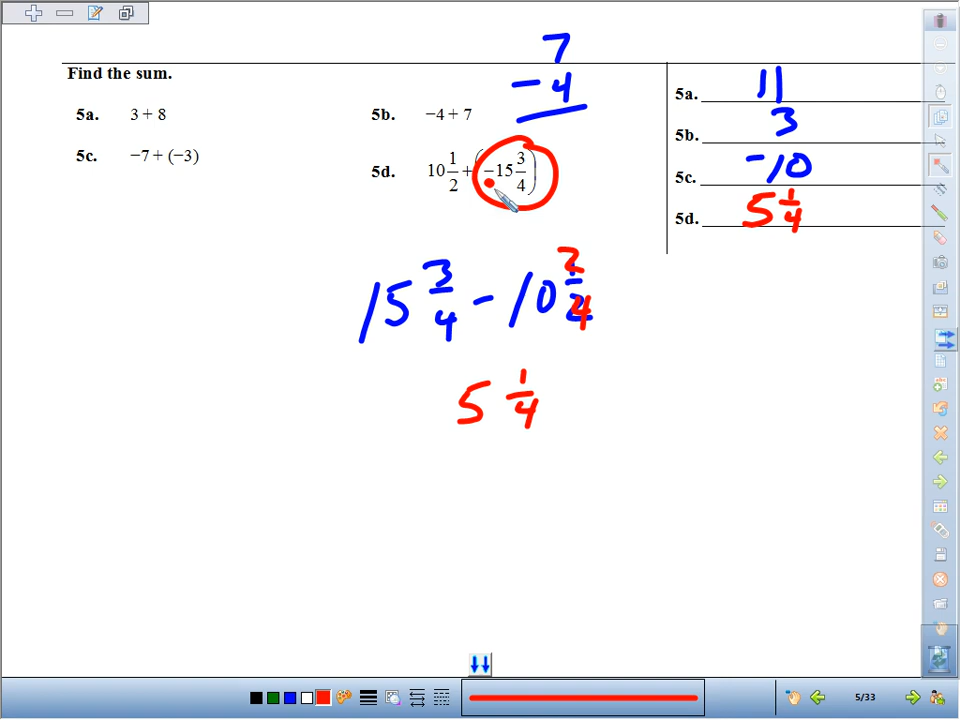 7
- 4
Find the sum.
5a. 3 + 8
5b. −4 + 7
5c. −7 + (−3)
5d. 10 1/2 + (−15 3/4)
5a. 11
5b. 3
5c. -10
5d. 5 1/4
15 3/4 - 10 2/4
5 1/4
5/33